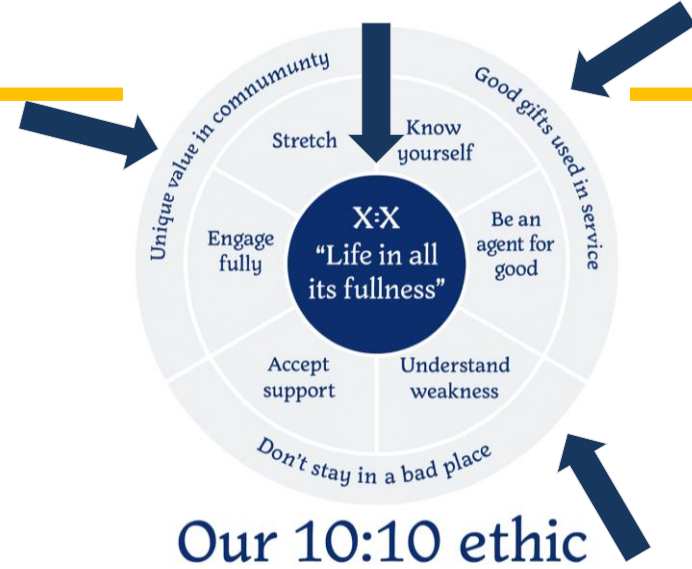 Unique value in comnumunty
Good gifts used in service
Stretch
Know
yourself
Engage
fully
X:X
“Life in all
its fullness”
Be an
agent for
good
Accept
support
Understand
weakness
Don't stay in a bad place
Our 10:10 ethic